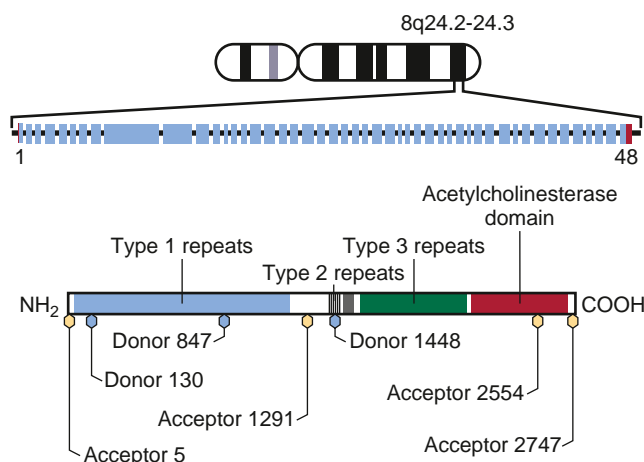 8q24.2-24.3
1
48
Acetylcholinesterase
domain
Type 1 repeats
Type 3 repeats
Type 2 repeats
NH2
COOH
Donor 847
Donor 1448
Donor 130
Acceptor 2554
Acceptor 1291
Acceptor 2747
Acceptor 5